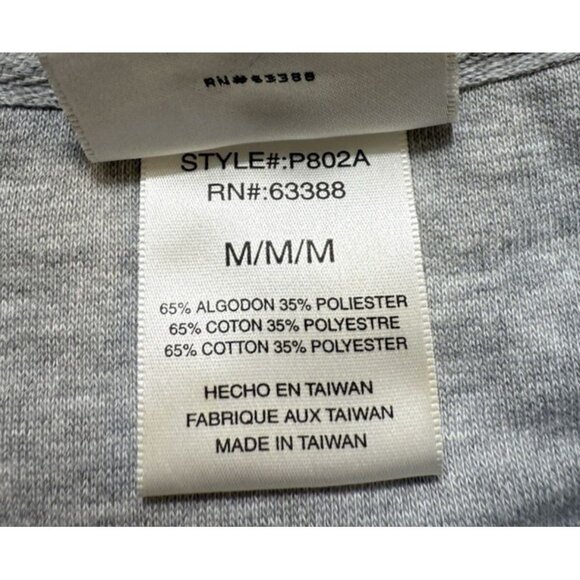 RN#63388
STYLE#:P802A
RN#:63388
M/M/M
65% ALGODON 35% POLIESTER
65% COTON 35% POLYESTRE
65% COTTON 35% POLYESTER
HECHO EN TAIWAN
FABRIQUE AUX TAIWAN
MADE IN TAIWAN